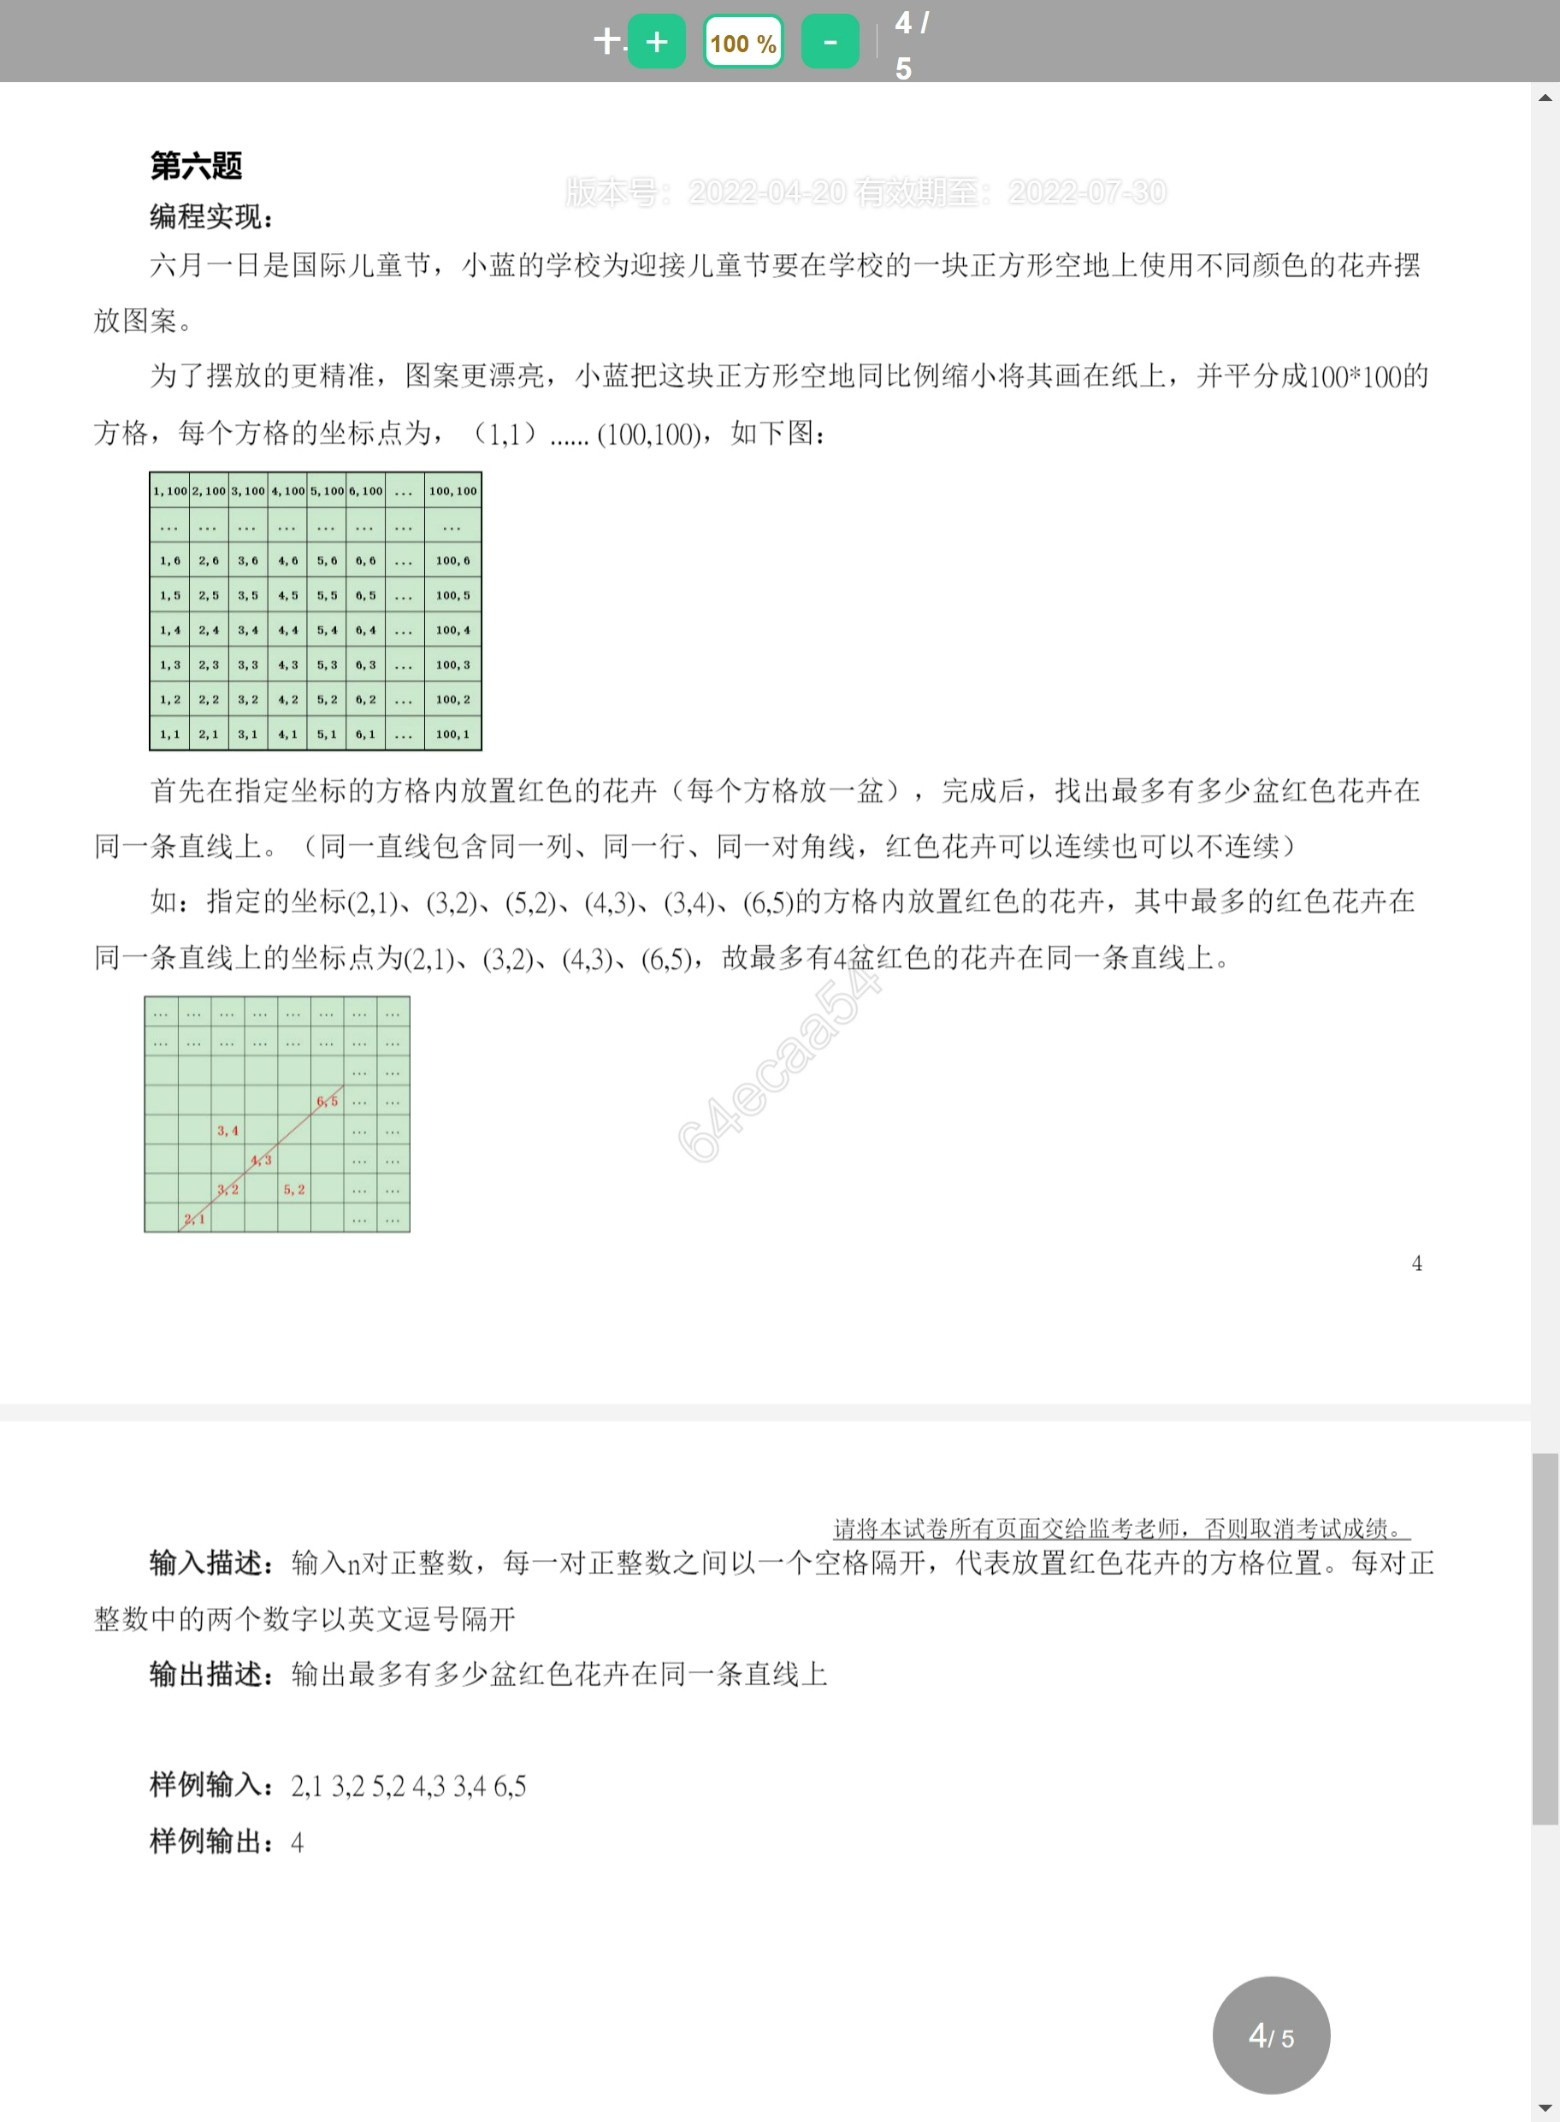 +.
+
100 %
-
4 /
5
第六题
版本号：2022-04-20 有效期至：2022-07-30
编程实现：
六月一日是国际儿童节，小蓝的学校为迎接儿童节要在学校的一块正方形空地上使用不同颜色的花卉摆
放图案。
为了摆放的更精准，图案更漂亮，小蓝把这块正方形空地同比例缩小将其画在纸上，并平分成100*100的
方格，每个方格的坐标点为，（1,1）...... (100,100)，如下图：
1,100 2,100 3,100 4,100 5,100 6,100 ... 100,100
... ... ... ... ... ... ... ...
1,6 2,6 3,6 4,6 5,6 6,6 ... 100,6
1,5 2,5 3,5 4,5 5,5 6,5 ... 100,5
1,4 2,4 3,4 4,4 5,4 6,4 ... 100,4
1,3 2,3 3,3 4,3 5,3 6,3 ... 100,3
1,2 2,2 3,2 4,2 5,2 6,2 ... 100,2
1,1 2,1 3,1 4,1 5,1 6,1 ... 100,1
首先在指定坐标的方格内放置红色的花卉（每个方格放一盆），完成后，找出最多有多少盆红色花卉在
同一条直线上。（同一直线包含同一列、同一行、同一对角线，红色花卉可以连续也可以不连续）
如：指定的坐标(2,1)、(3,2)、(5,2)、(4,3)、(3,4)、(6,5)的方格内放置红色的花卉，其中最多的红色花卉在
同一条直线上的坐标点为(2,1)、(3,2)、(4,3)、(6,5)，故最多有4盆红色的花卉在同一条直线上。
64ecaa54
... ... ... ... ... ... ... ...
... ... ... ... ... ... ... ...
... ...
6,5 ... ...
3,4 ... ...
4,3 ... ...
3,2 5,2 ... ...
2,1 ... ...
4
请将本试卷所有页面交给监考老师，否则取消考试成绩。
输入描述：输入n对正整数，每一对正整数之间以一个空格隔开，代表放置红色花卉的方格位置。每对正
整数中的两个数字以英文逗号隔开
输出描述：输出最多有多少盆红色花卉在同一条直线上
样例输入：2,1 3,2 5,2 4,3 3,4 6,5
样例输出：4
4/ 5